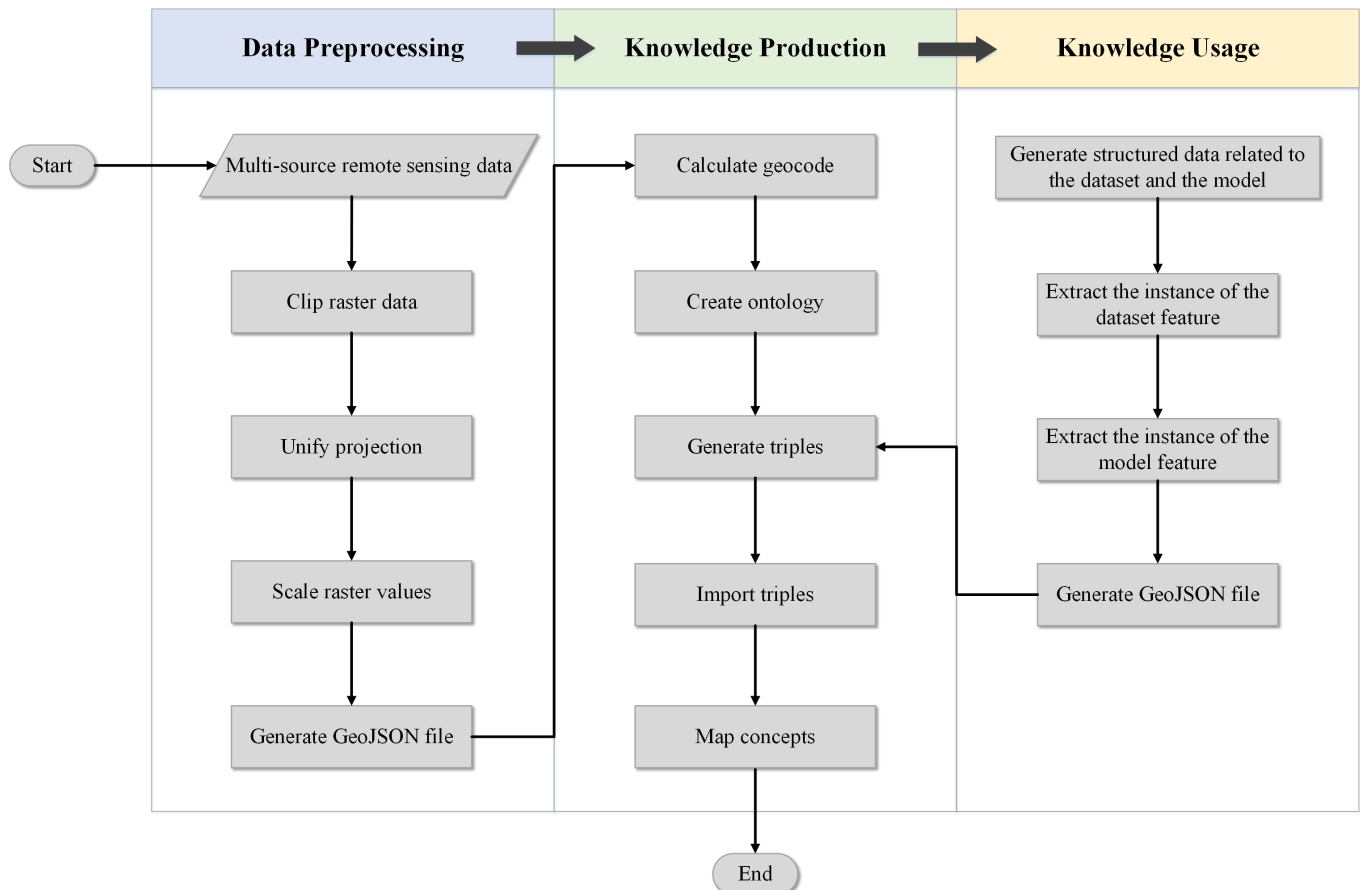 Data Preprocessing
Knowledge Production
Knowledge Usage
Start
Multi-source remote sensing data
Clip raster data
Unify projection
Scale raster values
Generate GeoJSON file
Calculate geocode
Create ontology
Generate triples
Import triples
Map concepts
End
Generate structured data related to
the dataset and the model
Extract the instance of the
dataset feature
Extract the instance of the
model feature
Generate GeoJSON file